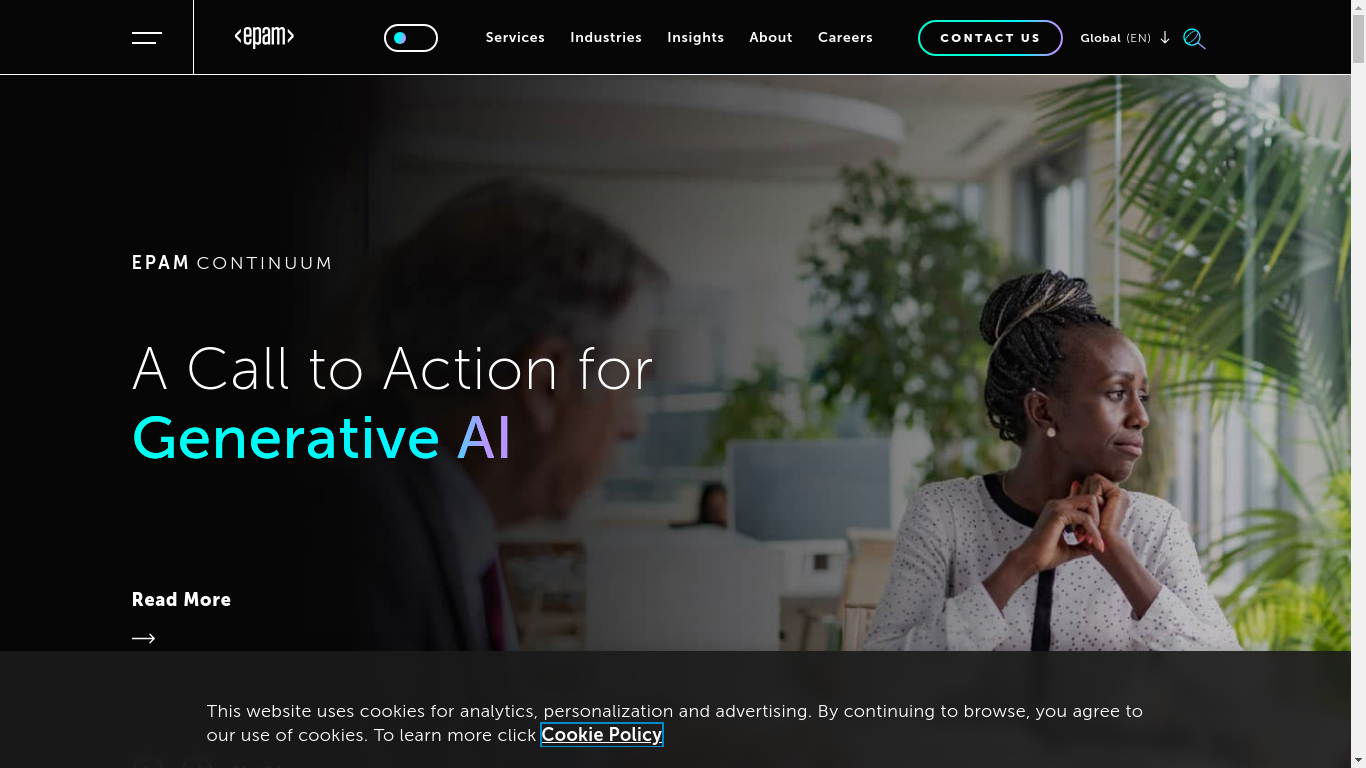 <epam>
Services
Industries
Insights
About
Careers
CONTACT US
Global (EN)
EPAM CONTINUUM
A Call to Action for
Generative AI
Read More
This website uses cookies for analytics, personalization and advertising. By continuing to browse, you agree to
our use of cookies. To learn more click Cookie Policy